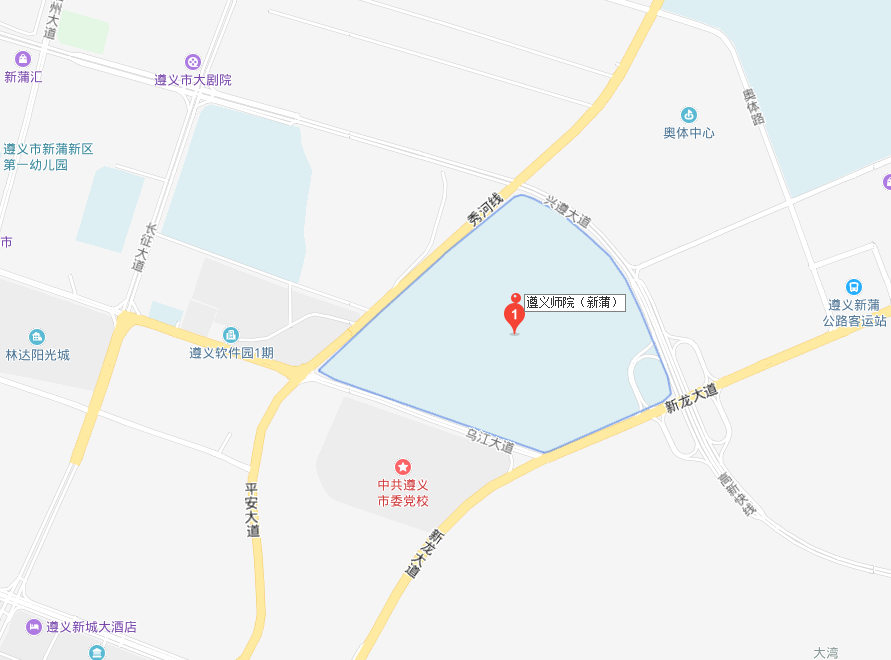 州大道
新蒲汇
遵义市大剧院
奥体路
奥体中心
遵义市新蒲新区
第一幼儿园
秀河线
兴遵大道
长征大道
市
遵义师院（新蒲）
1
遵义新蒲
公路客运站
林达阳光城
遵义软件园1期
新龙大道
乌江大道
中共遵义
市委党校
高新快线
平安大道
新龙大道
遵义新城大酒店
大湾